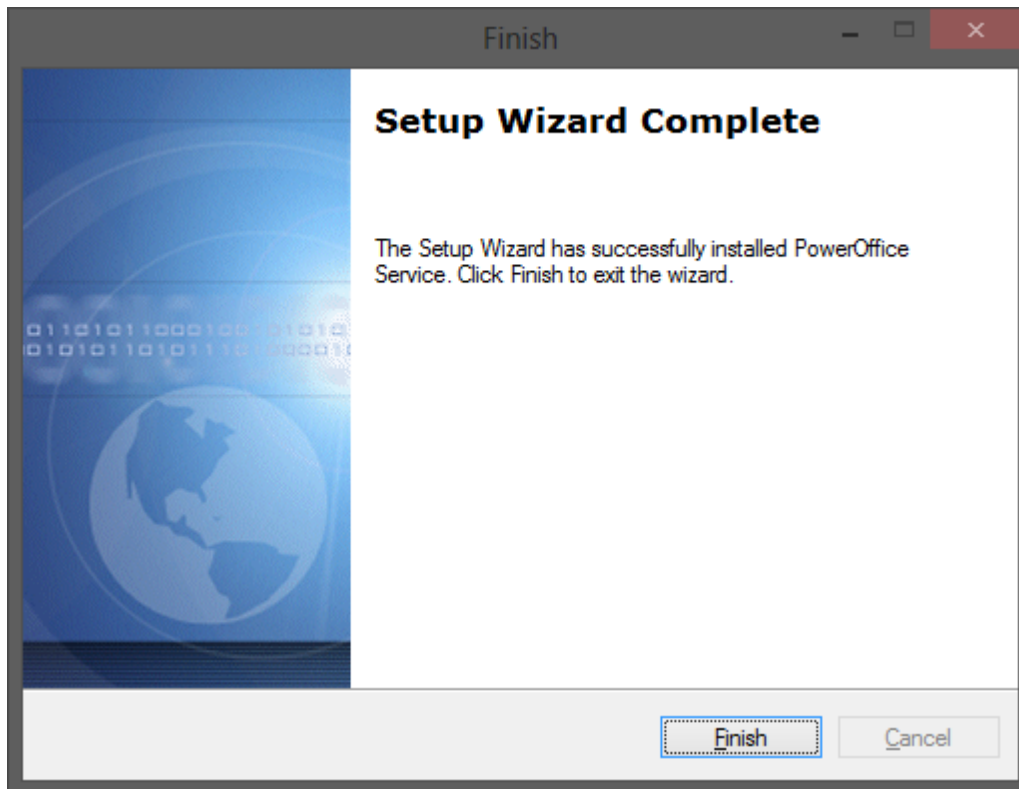 Finish
Setup Wizard Complete
The Setup Wizard has successfully installed PowerOffice
Service. Click Finish to exit the wizard.
Finish
Cancel